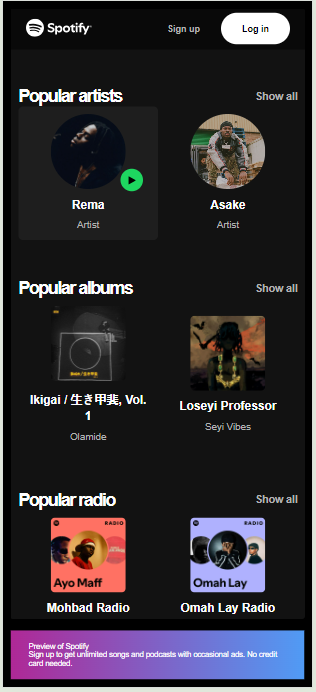 Spotify
Sign up
Log in
Popular artists
Show all
Rema
Asake
Artist
Artist
Popular albums
Show all
Ikigai / 生き甲斐, Vol.
1
Loseyi Professor
Olamide
Seyi Vibes
Popular radio
Show all
RADIO
RADIO
Ayo Maff
Omah Lay
Mohbad Radio
Omah Lay Radio
Preview of Spotify
Sign up to get unlimited songs and podcasts with occasional ads. No credit
card needed.